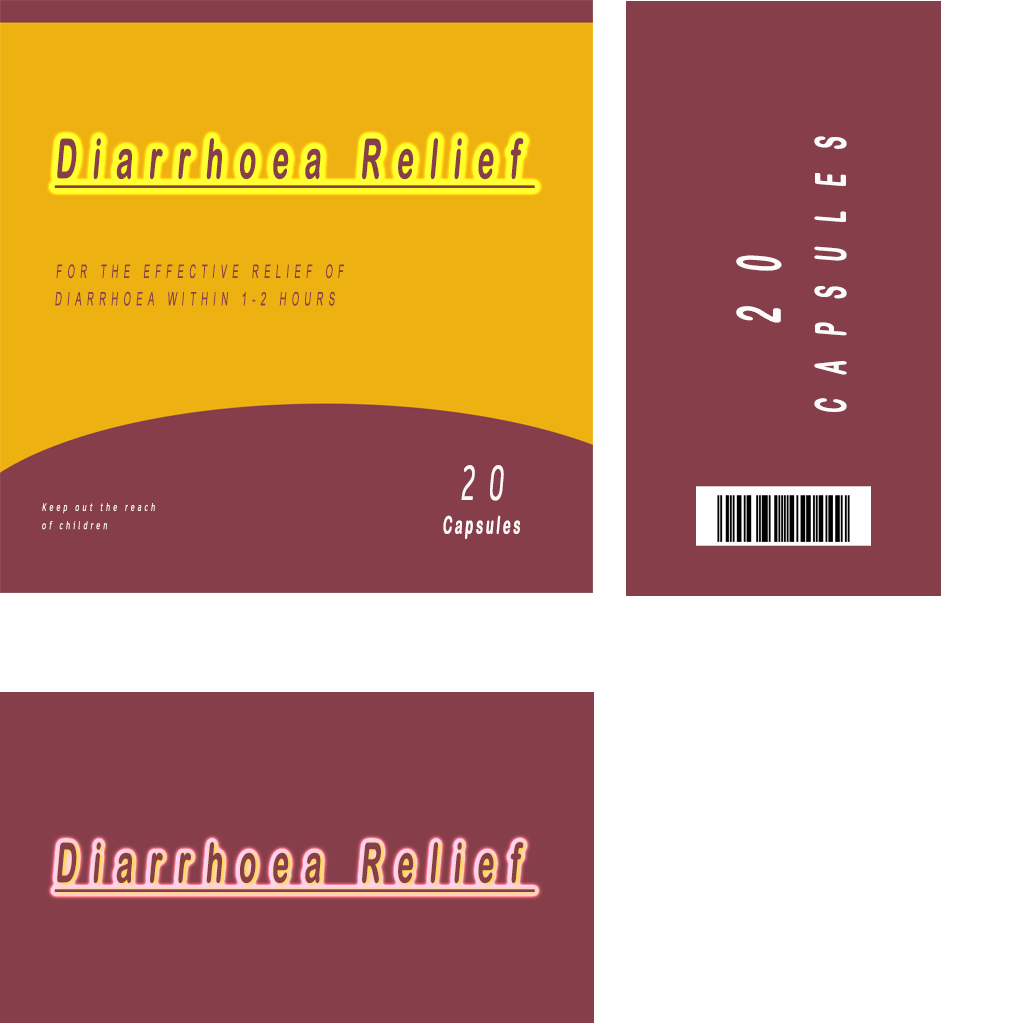 Diarrhoea Relief
FOR THE EFFECTIVE RELIEF OF
DIARRHOEA WITHIN 1-2 HOURS
Keep out the reach
of children
20
Capsules
20
CAPSULES
Diarrhoea Relief